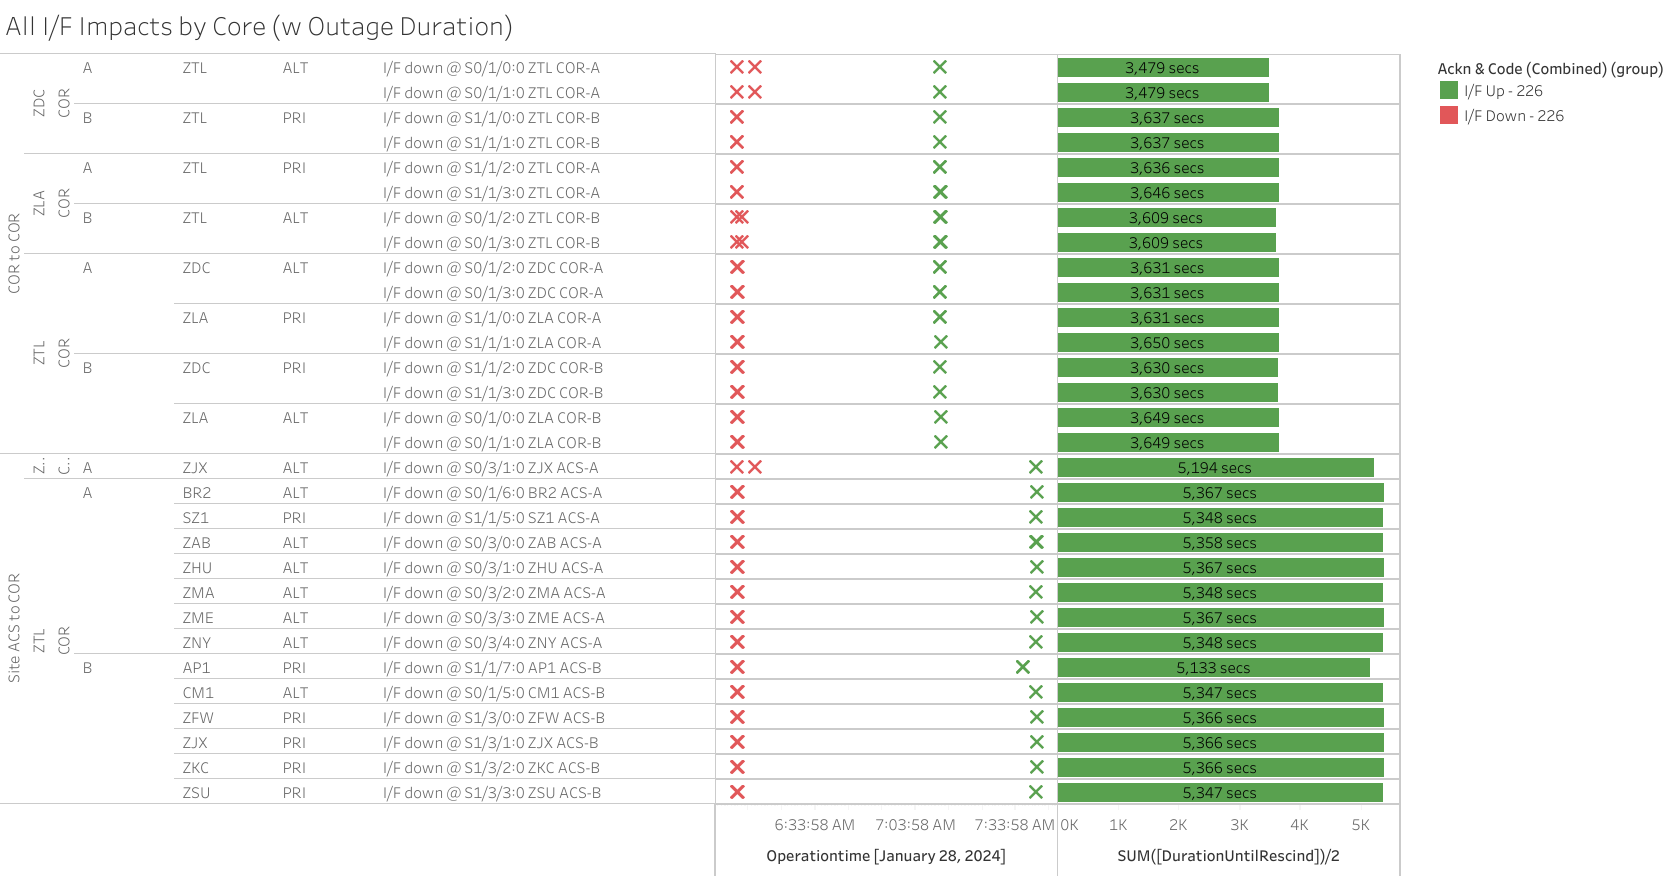 All I/F Impacts by Core (w Outage Duration)
Ackn & Code (Combined) (group)
I/F Up - 226
I/F Down - 226
COR to COR
ZDC COR
A ZTL ALT I/F down @ S0/1/0:0 ZTL COR-A 3,479 secs
I/F down @ S0/1/1:0 ZTL COR-A 3,479 secs
B ZTL PRI I/F down @ S1/1/0:0 ZTL COR-B 3,637 secs
I/F down @ S1/1/1:0 ZTL COR-B 3,637 secs
ZLA COR
A ZTL PRI I/F down @ S1/1/2:0 ZTL COR-A 3,636 secs
I/F down @ S1/1/3:0 ZTL COR-A 3,646 secs
B ZTL ALT I/F down @ S0/1/2:0 ZTL COR-B 3,609 secs
I/F down @ S0/1/3:0 ZTL COR-B 3,609 secs
ZTL COR
A ZDC ALT I/F down @ S0/1/2:0 ZDC COR-A 3,631 secs
I/F down @ S0/1/3:0 ZDC COR-A 3,631 secs
ZLA PRI I/F down @ S1/1/0:0 ZLA COR-A 3,631 secs
I/F down @ S1/1/1:0 ZLA COR-A 3,650 secs
B ZDC PRI I/F down @ S1/1/2:0 ZDC COR-B 3,630 secs
I/F down @ S1/1/3:0 ZDC COR-B 3,630 secs
ZLA ALT I/F down @ S0/1/0:0 ZLA COR-B 3,649 secs
I/F down @ S0/1/1:0 ZLA COR-B 3,649 secs
Site ACS to COR
Z.. C..
A ZJX ALT I/F down @ S0/3/1:0 ZJX ACS-A 5,194 secs
ZTL COR
A BR2 ALT I/F down @ S0/1/6:0 BR2 ACS-A 5,367 secs
SZ1 PRI I/F down @ S1/1/5:0 SZ1 ACS-A 5,348 secs
ZAB ALT I/F down @ S0/3/0:0 ZAB ACS-A 5,358 secs
ZHU ALT I/F down @ S0/3/1:0 ZHU ACS-A 5,367 secs
ZMA ALT I/F down @ S0/3/2:0 ZMA ACS-A 5,348 secs
ZME ALT I/F down @ S0/3/3:0 ZME ACS-A 5,367 secs
ZNY ALT I/F down @ S0/3/4:0 ZNY ACS-A 5,348 secs
B AP1 PRI I/F down @ S1/1/7:0 AP1 ACS-B 5,133 secs
CM1 ALT I/F down @ S0/1/5:0 CM1 ACS-B 5,347 secs
ZFW PRI I/F down @ S1/3/0:0 ZFW ACS-B 5,366 secs
ZJX PRI I/F down @ S1/3/1:0 ZJX ACS-B 5,366 secs
ZKC PRI I/F down @ S1/3/2:0 ZKC ACS-B 5,366 secs
ZSU PRI I/F down @ S1/3/3:0 ZSU ACS-B 5,347 secs
6:33:58 AM 7:03:58 AM 7:33:58 AM 0K 1K 2K 3K 4K 5K
Operationtime [January 28, 2024] SUM([DurationUntilRescind])/2